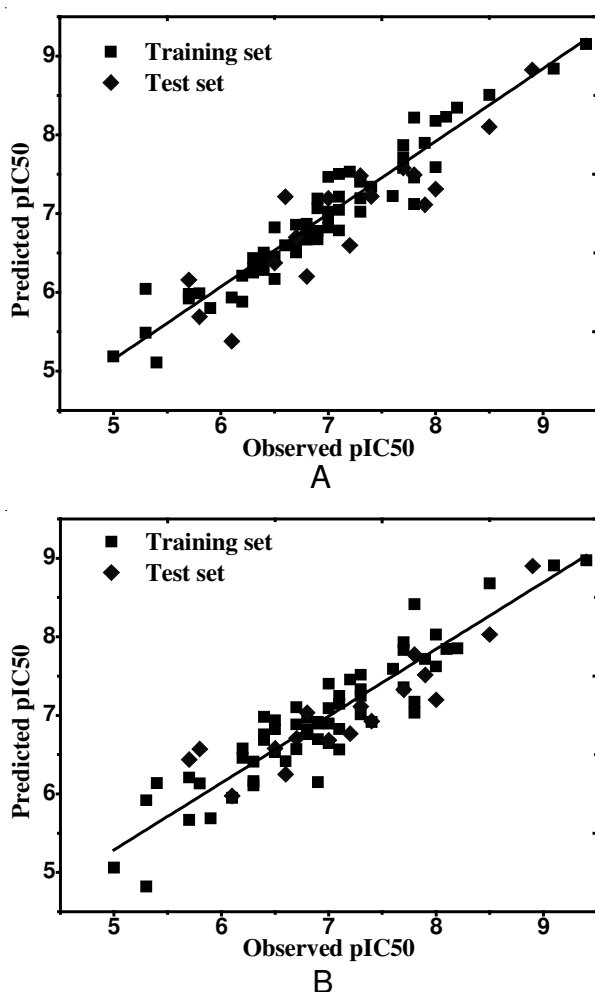 9
8
7
6
5
Predicted pIC50
Training set
Test set
5 6 7 8 9
Observed pIC50
A
9
8
7
6
5
Predicted pIC50
Training set
Test set
5 6 7 8 9
Observed pIC50
B